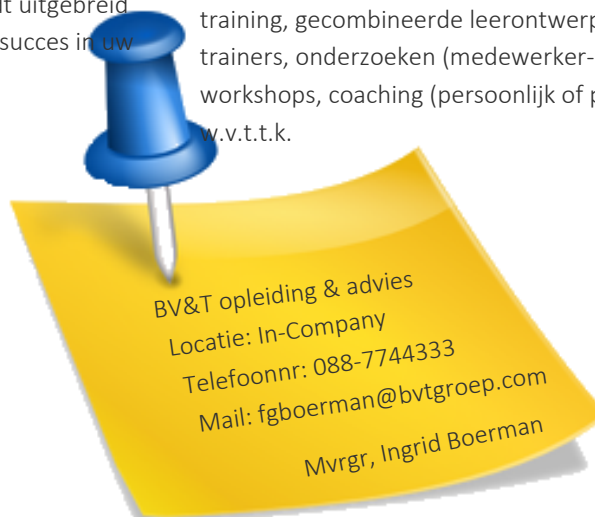 dt uitgebreid
succes in uw
training, gecombineerde leerontwerp
trainers, onderzoeken (medewerker-
workshops, coaching (persoonlijk of p
w.v.t.t.k.
BV&T opleiding & advies
Locatie: In-Company
Telefoonnr: 088-7744333
Mail: fgboerman@bvtgroep.com
Mvrgr, Ingrid Boerman